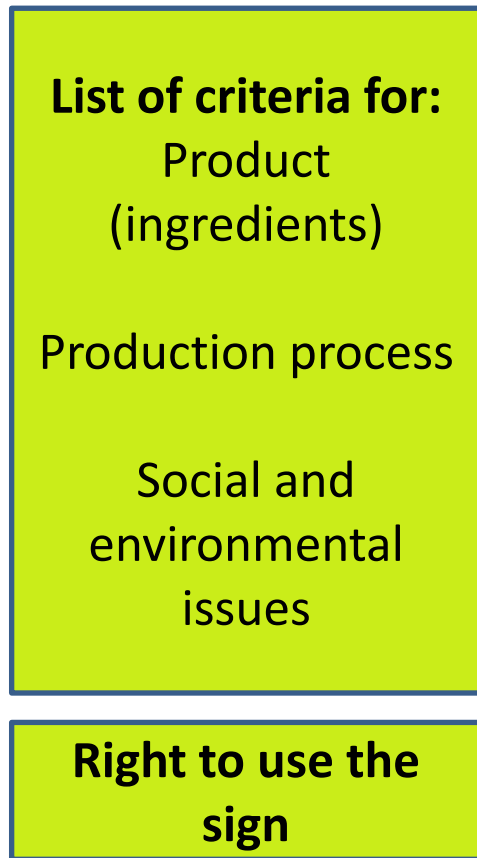 List of criteria for:
Product
(ingredients)
Production process
Social and
environmental
issues
Right to use the
sign